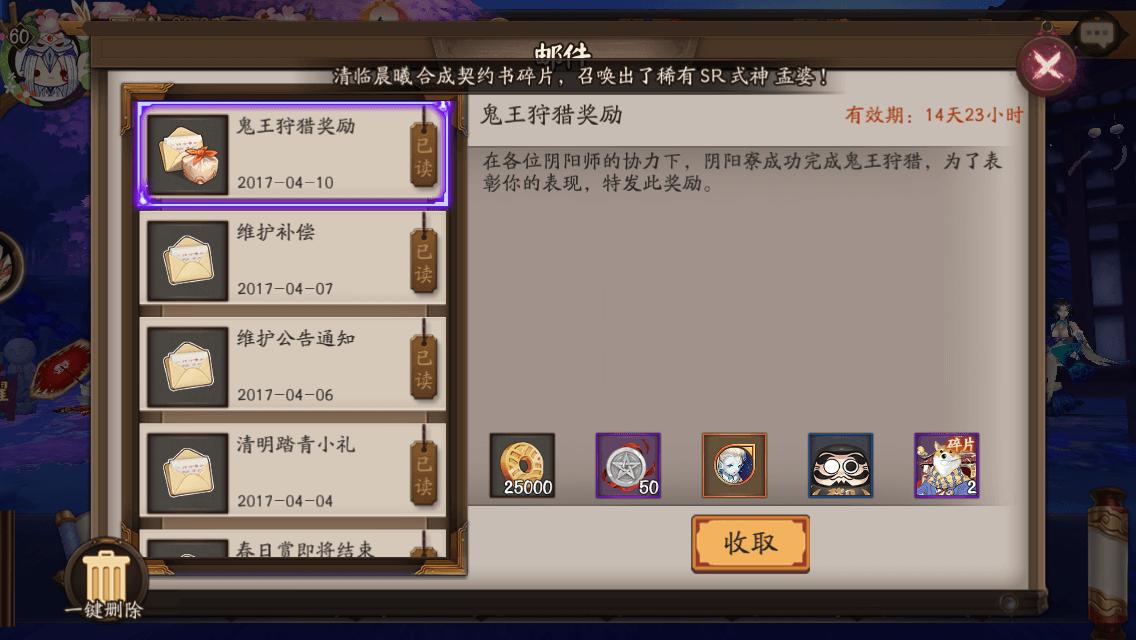 60
邮件
清临晨曦合成契约书碎片，召唤出了稀有SR式神 孟婆！
鬼王狩猎奖励
2017-04-10
已读
维护补偿
2017-04-07
已读
维护公告通知
2017-04-06
已读
清明踏青小礼
2017-04-04
已读
春日赏即将结束
鬼王狩猎奖励
有效期：14天23小时
在各位阴阳师的协力下，阴阳寮成功完成鬼王狩猎，为了表
彰你的表现，特发此奖励。
25000
50
碎片
2
收取
一键删除